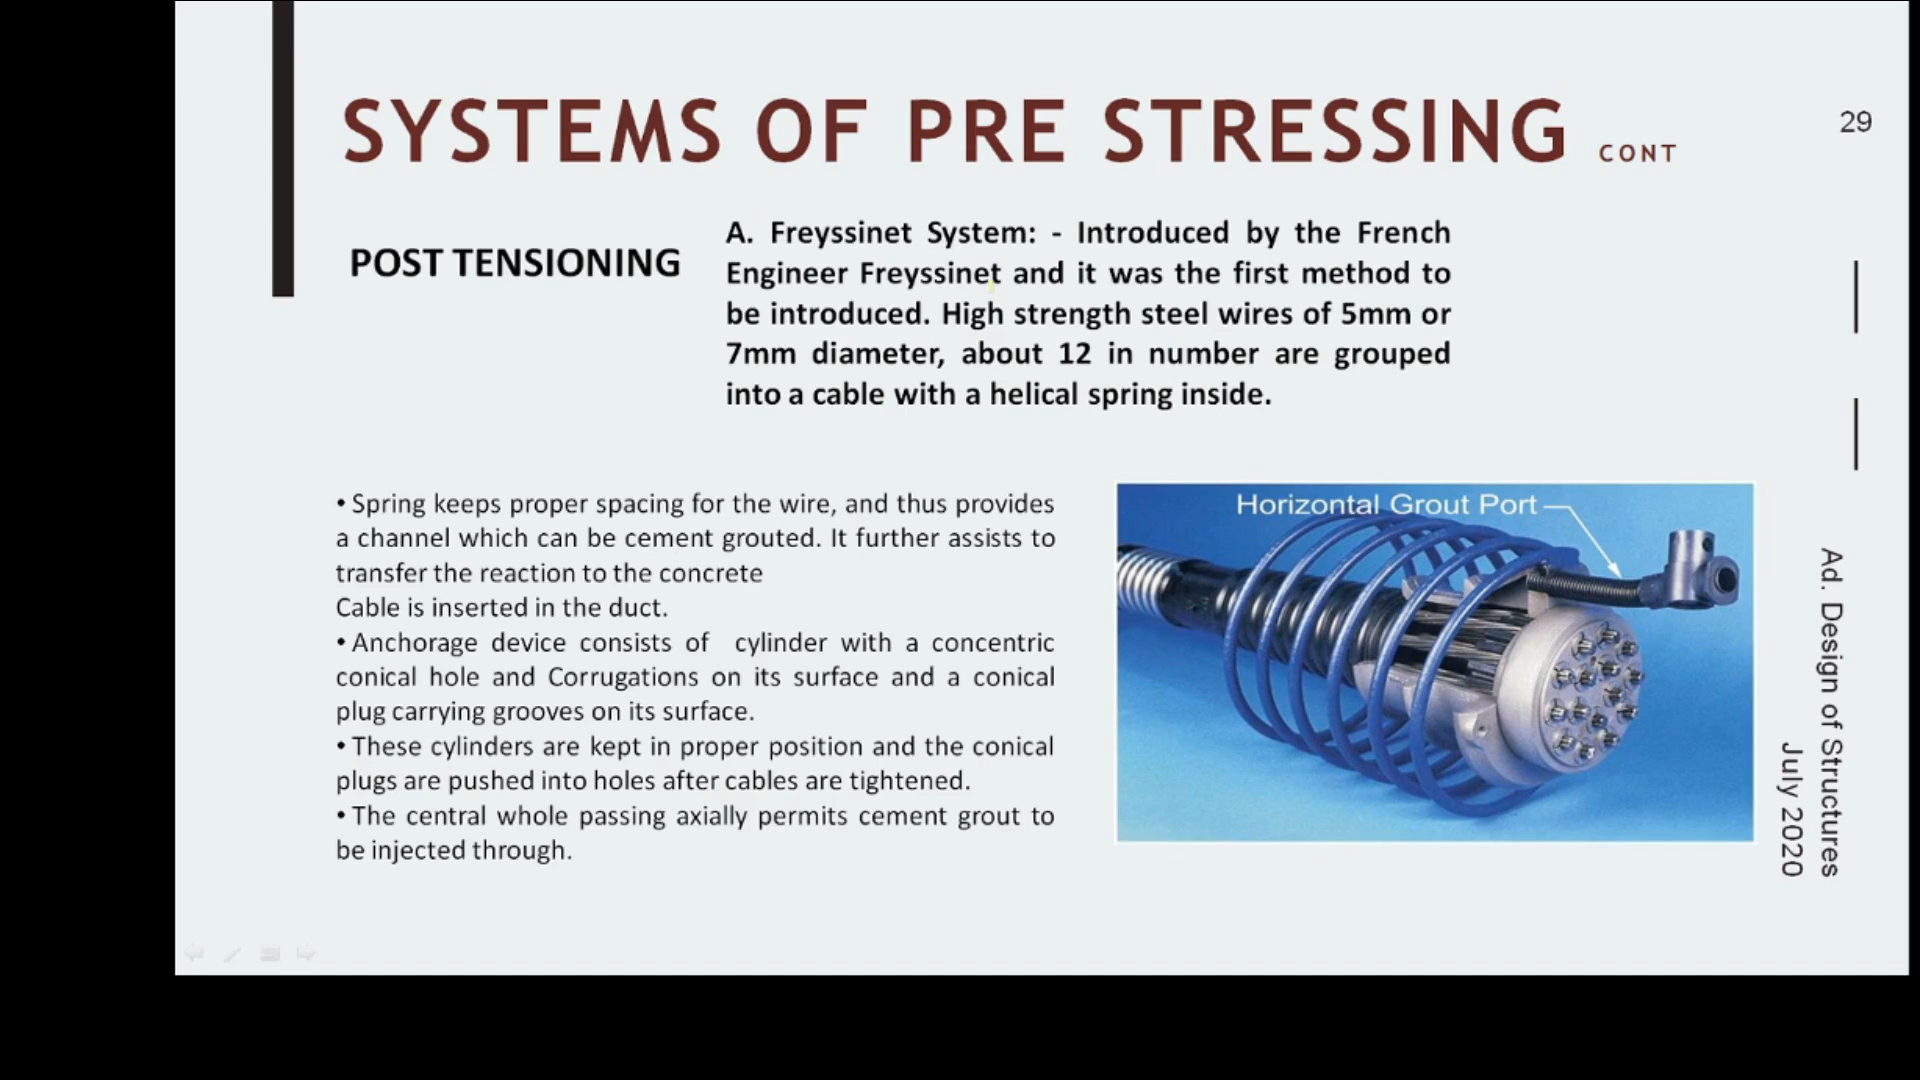 SYSTEMS OF PRE STRESSING CONT
29
POST TENSIONING
A. Freyssinet System: - Introduced by the French
Engineer Freyssinet and it was the first method to
be introduced. High strength steel wires of 5mm or
7mm diameter, about 12 in number are grouped
into a cable with a helical spring inside.
• Spring keeps proper spacing for the wire, and thus provides
a channel which can be cement grouted. It further assists to
transfer the reaction to the concrete
Cable is inserted in the duct.
• Anchorage device consists of cylinder with a concentric
conical hole and Corrugations on its surface and a conical
plug carrying grooves on its surface.
• These cylinders are kept in proper position and the conical
plugs are pushed into holes after cables are tightened.
• The central whole passing axially permits cement grout to
be injected through.
Horizontal Grout Port
Ad. Design of Structures
July 2020